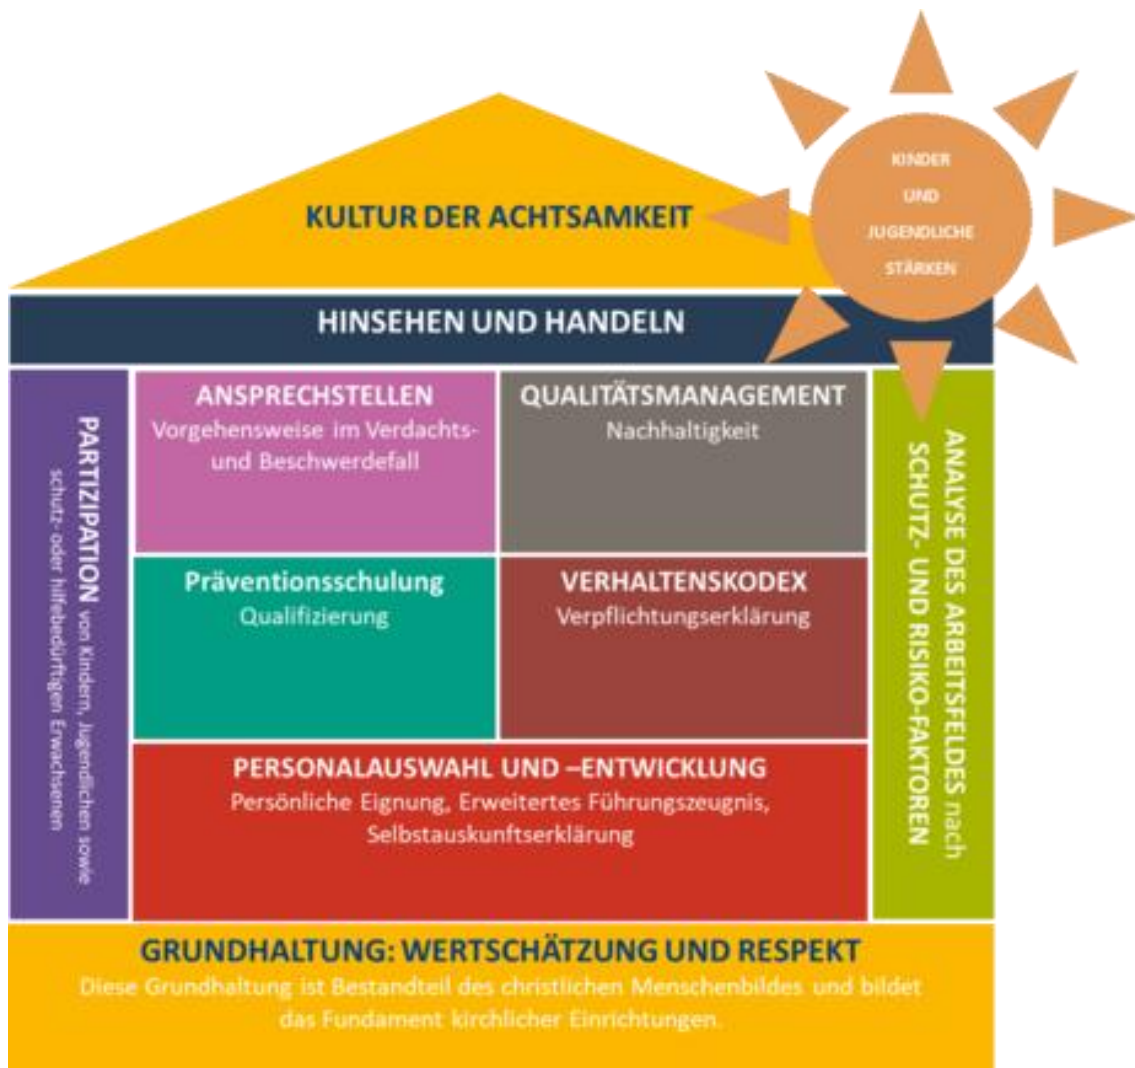 KINDER
UND
JUGENDLICHE
STÄRKEN
KULTUR DER ACHTSAMKEIT
HINSEHEN UND HANDELN
PARTIZIPATION von Kindern, Jugendlichen sowie
schutz- oder hilfebedürftigen Erwachsenen
ANSPRECHSTELLEN
Vorgehensweise im Verdachts-
und Beschwerdefall
QUALITÄTSMANAGEMENT
Nachhaltigkeit
Präventionsschulung
Qualifizierung
VERHALTENSKODEX
Verpflichtungserklärung
PERSONALAUSWAHL UND –ENTWICKLUNG
Persönliche Eignung, Erweitertes Führungszeugnis,
Selbstauskunftserklärung
ANALYSE DES ARBEITSFELDES nach
SCHUTZ- UND RISIKO-FAKTOREN
GRUNDHALTUNG: WERTSCHÄTZUNG UND RESPEKT
Diese Grundhaltung ist Bestandteil des christlichen Menschenbildes und bildet
das Fundament kirchlicher Einrichtungen.